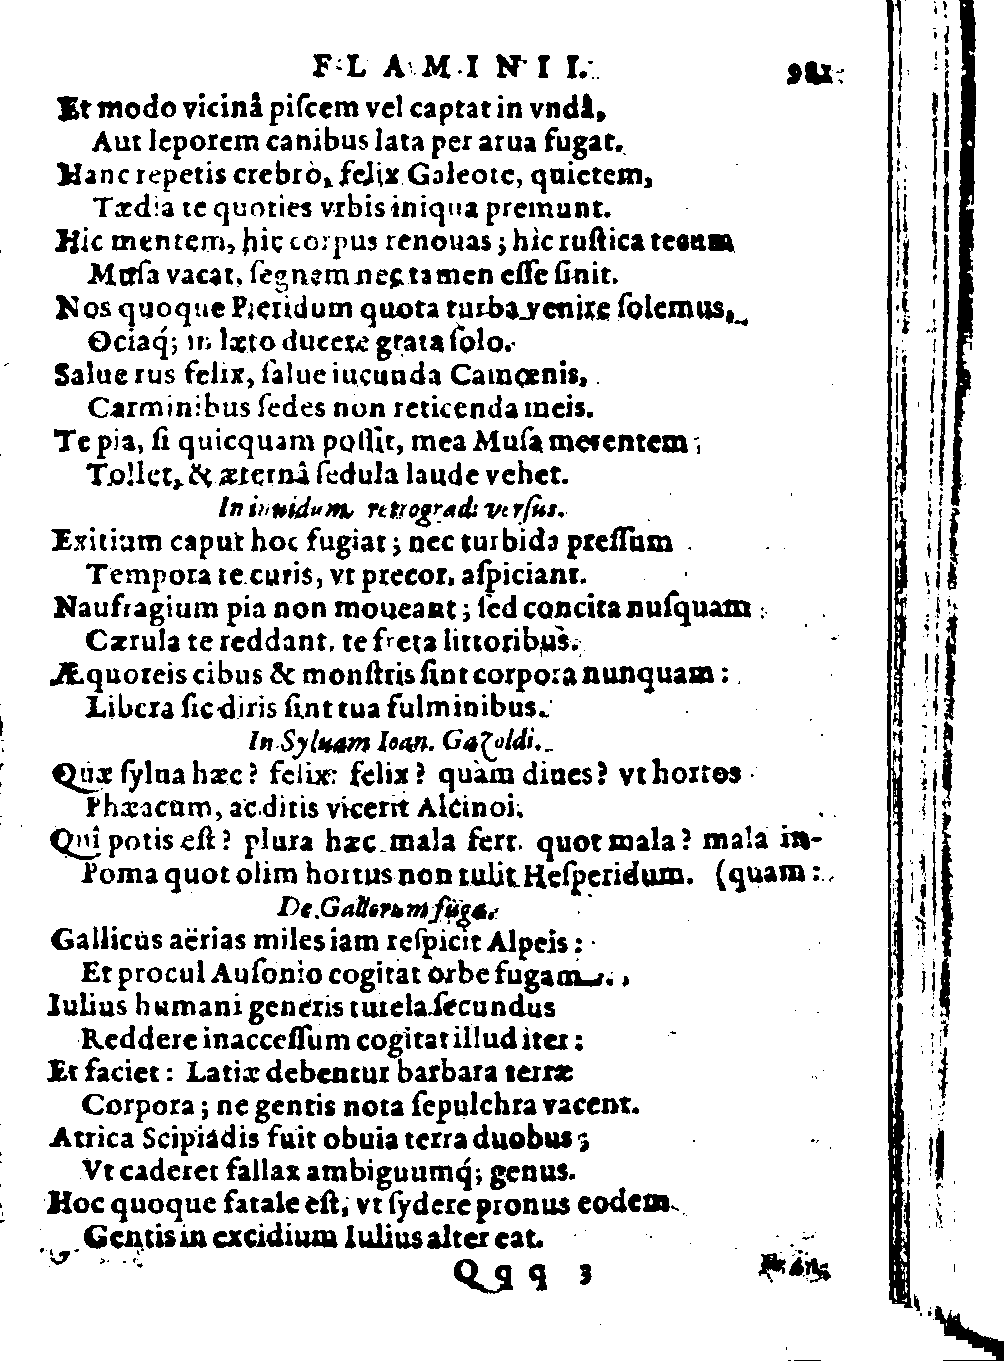 FLAMINII. 981
Et modo vicinâ piſcem vel captat in vndâ,
Aut leporem canibus lata per arua fugat.
Hanc repetis crebrò, felix Galeote, quietem,
Tædia te quoties vrbis iniqua premunt.
Hic mentem, hic corpus renouas; hîc ruſtica tecum
Muſa vacat, ſegnem nec tamen eſſe ſinit.
Nos quoque Pieridum quota turba venire ſolemus,
Ociaq́; in læto ducere grata ſolo.
Salue rus felix, ſalue iucunda Camœnis,
Carminibus ſedes non reticenda meis.
Te pia, ſi quicquam poſſit, mea Muſa merentem
Tollet, & æternâ ſedula laude vehet.
In inuidum retrogradi verſus.
Exitium caput hoc fugiat; nec turbida preſſum
Tempora te curis, vt precor, aſpiciant.
Naufragium pia non moueant; ſed concita nuſquam
Cærula te reddant, te freta littoribus.
Æquoreis cibus & monſtris ſint corpora nunquam:
Libera ſic diris ſint tua fulminibus.
In Syluam Ioan. Gazoldi.
Quæ ſylua hæc? felix: felix? quàm diues? vt hortos
Phæacum, ac ditis vicerit Alcinoi.
Quî potis eſt? plura hæc mala fert. quot mala? mala in-
Poma quot olim hortus non tulit Heſperidum. (quam:
De Gallorum fuga.
Gallicus aërias miles iam reſpicit Alpeis:
Et procul Auſonio cogitat orbe fugam.
Iulius humani generis tutela ſecundus
Reddere inacceſſum cogitat illud iter:
Et faciet: Latiæ debentur barbara terræ
Corpora; ne gentis nota ſepulchra vacent.
Attica Scipiadis fuit obuia terra duobus;
Vt caderet fallax ambiguumq́; genus.
Hoc quoque fatale eſt, vt ſydere pronus eodem
Gentis in excidium Iulius alter eat.
Qqq 3